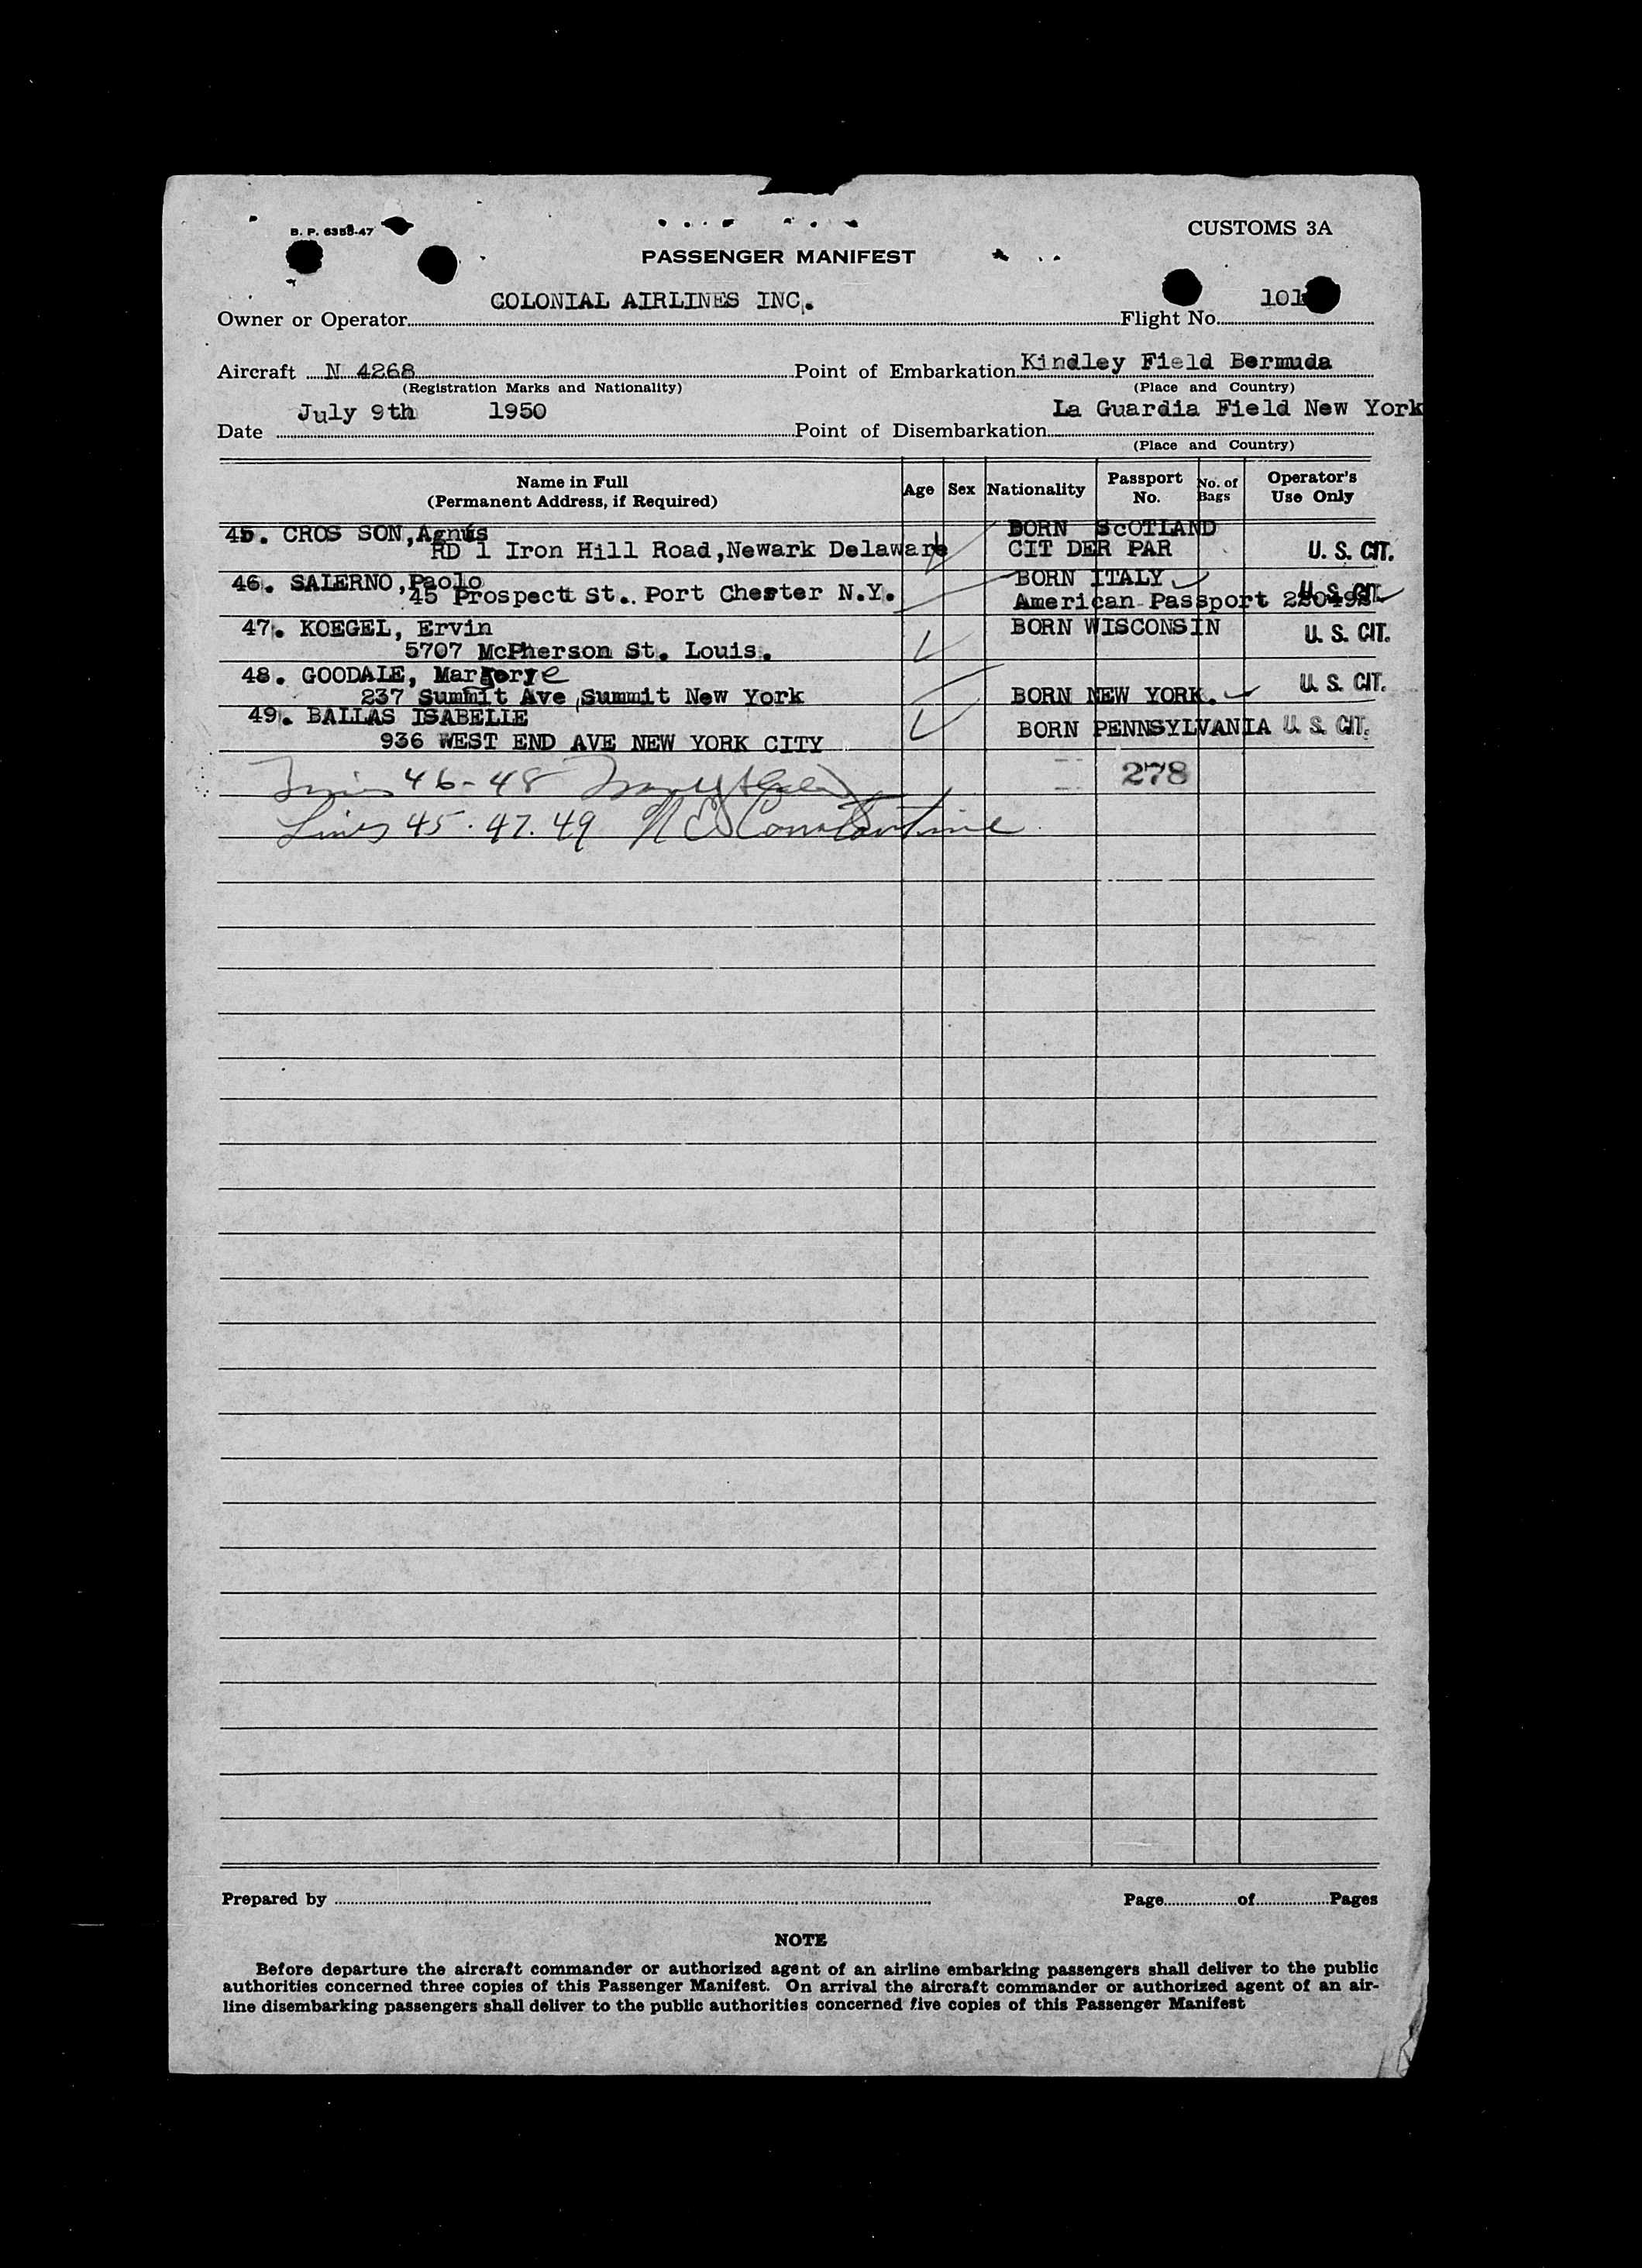 B. P. 6358-47
CUSTOMS 3A
PASSENGER MANIFEST
Owner or Operator COLONIAL AIRLINES INC. Flight No. 101
Aircraft N 4268 Point of Embarkation Kindley Field Bermuda
(Registration Marks and Nationality) (Place and Country)
Date July 9th 1950 Point of Disembarkation La Guardia Field New York
(Place and Country)
Name in Full (Permanent Address, if Required) Age Sex Nationality Passport No. No. of Bags Operator's Use Only
45. CROS SON,Agnus BORN ScOTLAND
RD 1 Iron Hill Road,Newark Delaware CIT DER PAR U. S. CIT.
46. SALERNO,Paolo BORN ITALY
45 Prospect St. Port Chester N.Y. American Passport U. S. CIT.
47. KOEGEL, Ervin BORN WISCONSIN U. S. CIT.
5707 McPherson St. Louis.
48. GOODALE, Margorye U. S. CIT.
237 Summit Ave ,Summit New York BORN NEW YORK.
49. BALLAS ISABELLE BORN PENNSYLVANIA U. S. CIT.
936 WEST END AVE NEW YORK CITY
46-48 278
Lines 45. 47. 49 N E Constantine
Prepared by Page of Pages
NOTE
Before departure the aircraft commander or authorized agent of an airline embarking passengers shall deliver to the public
authorities concerned three copies of this Passenger Manifest. On arrival the aircraft commander or authorized agent of an air-
line disembarking passengers shall deliver to the public authorities concerned five copies of this Passenger Manifest